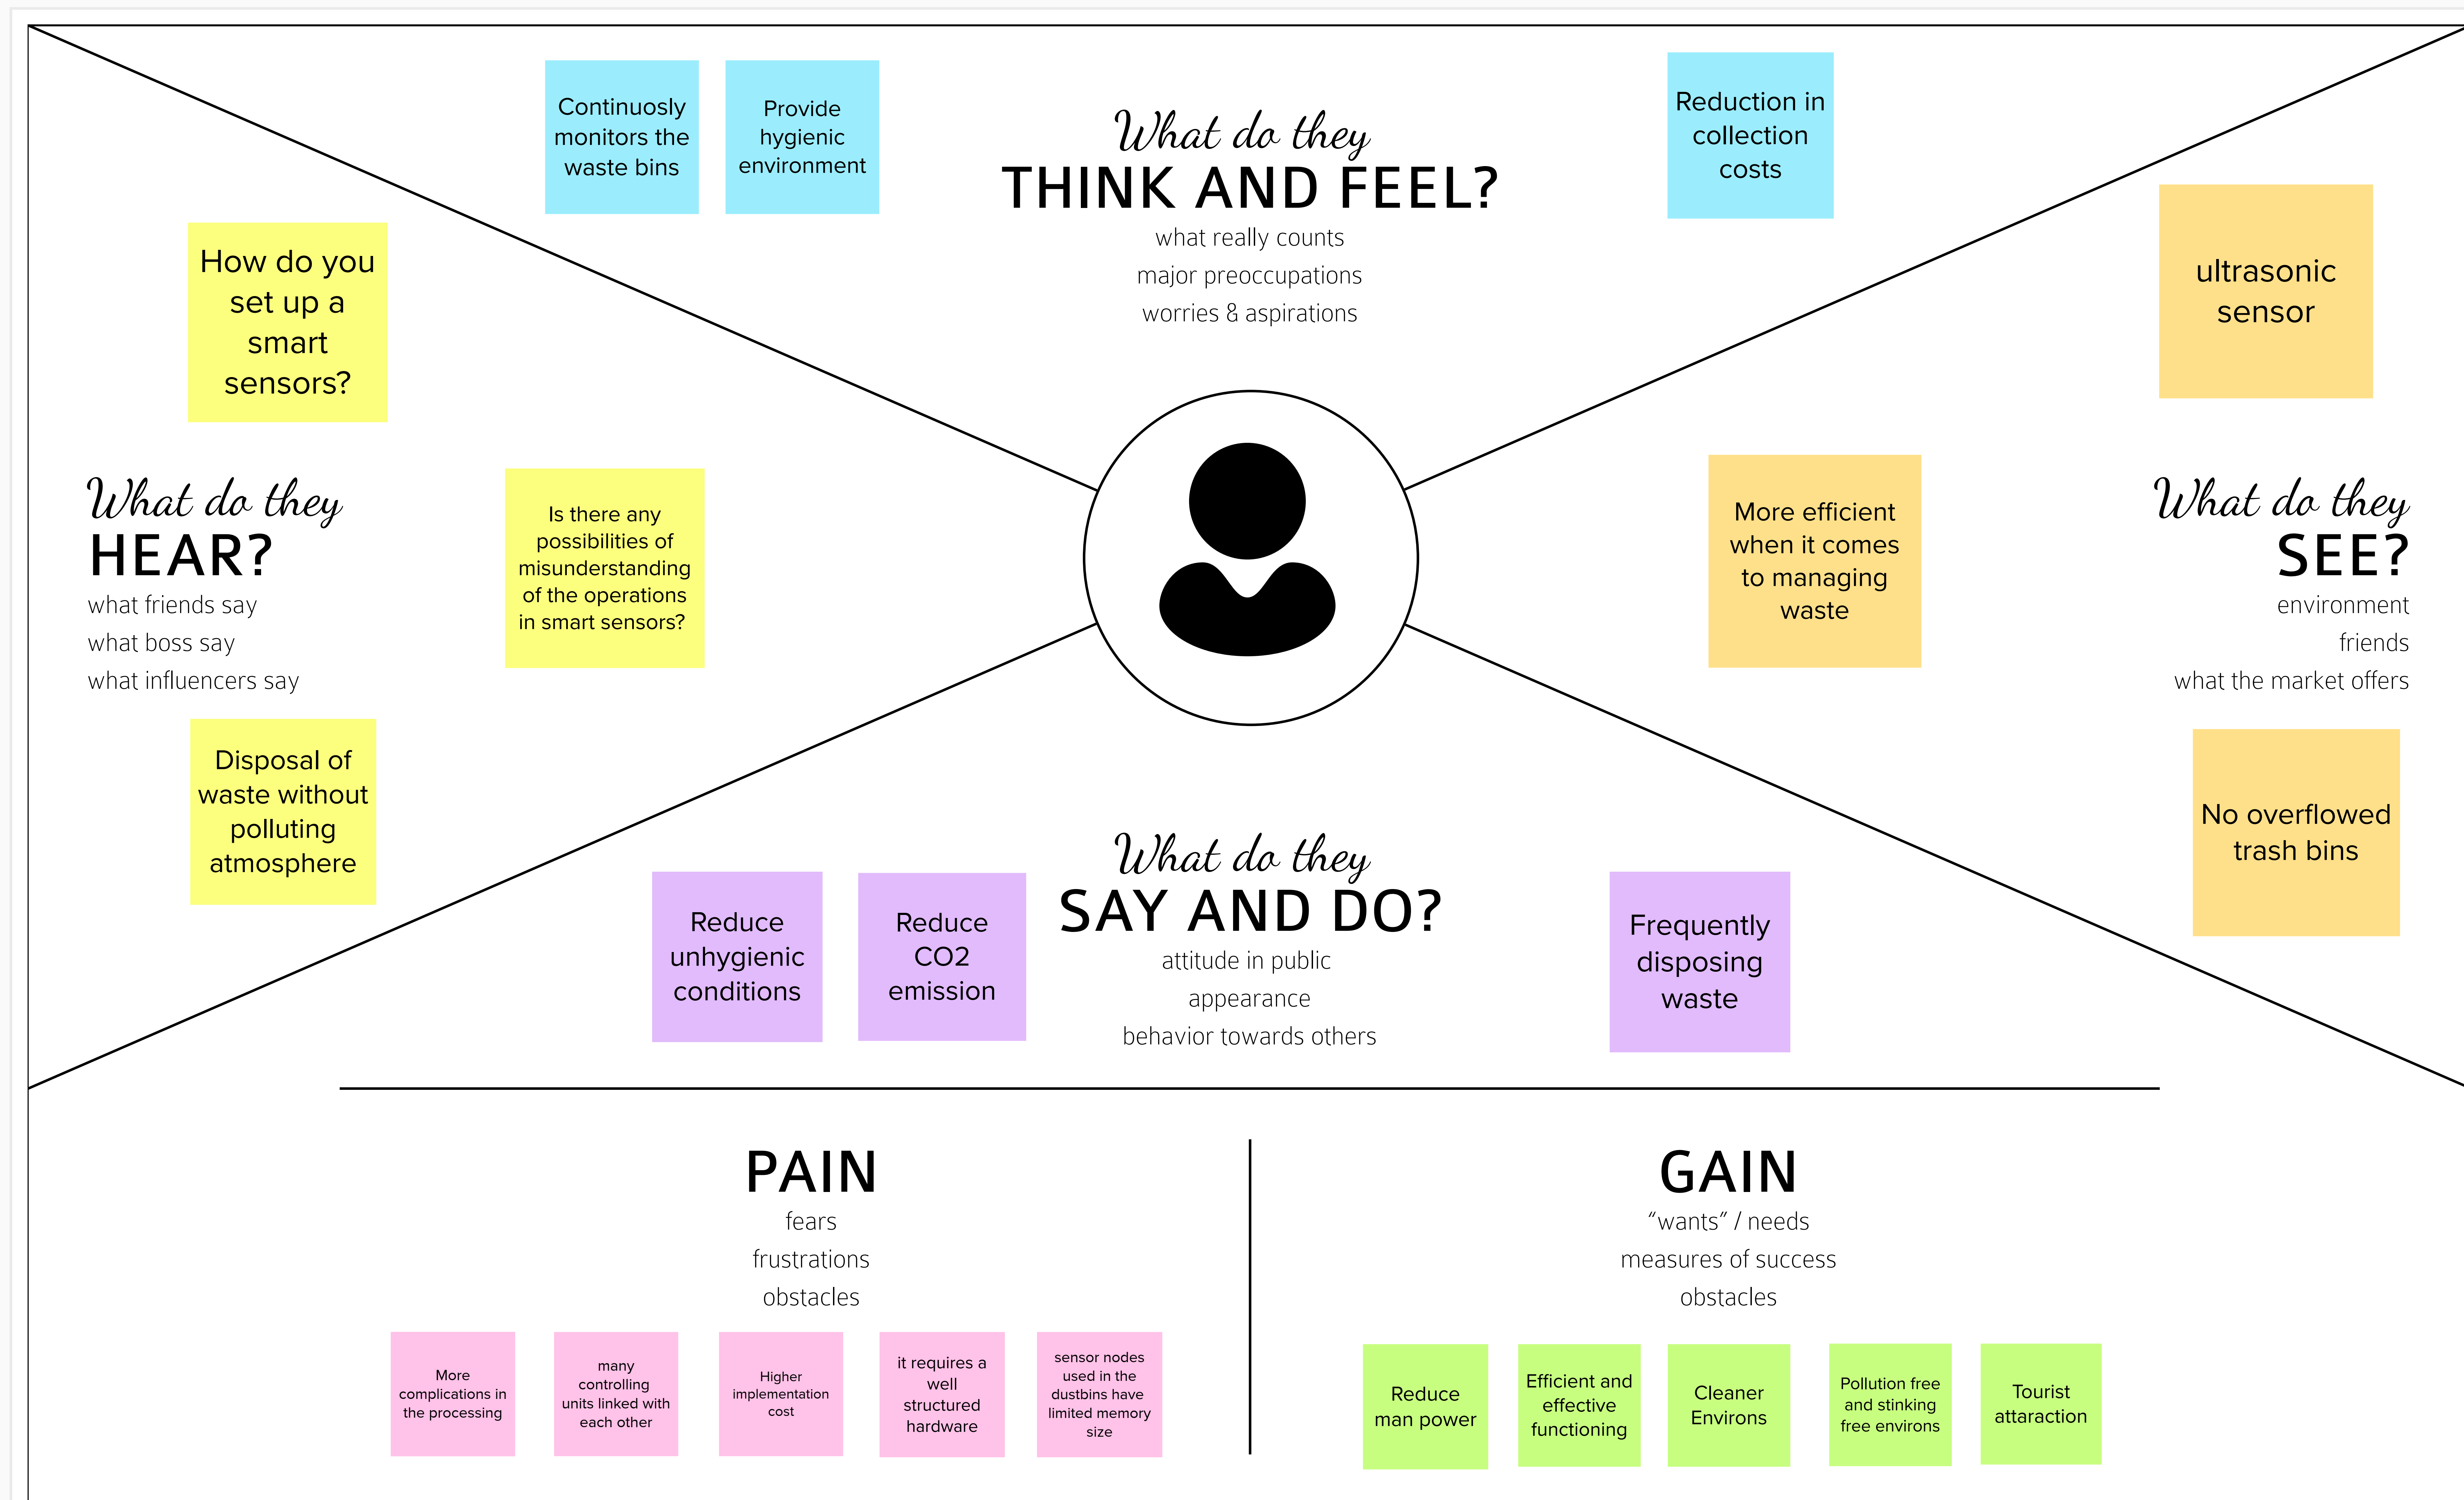 Continuosly
monitors the
waste bins
Provide
hygienic
environment
What do they
THINK AND FEEL?
what really counts
major preoccupations
worries & aspirations
Reduction in
collection
costs
How do you
set up a
smart
sensors?
Is there any
possibilities of
misunderstanding
of the operations
in smart sensors?
What do they
HEAR?
what friends say
what boss say
what influencers say
Disposal of
waste without
polluting
atmosphere
ultrasonic
sensor
More efficient
when it comes
to managing
waste
What do they
SEE?
environment
friends
what the market offers
No overflowed
trash bins
Reduce
unhygienic
conditions
Reduce
CO2
emission
What do they
SAY AND DO?
attitude in public
appearance
behavior towards others
Frequently
disposing
waste
PAIN
fears
frustrations
obstacles
More
complications in
the processing
many
controlling
units linked with
each other
Higher
implementation
cost
it requires a
well
structured
hardware
sensor nodes
used in the
dustbins have
limited memory
size
GAIN
“wants” / needs
measures of success
obstacles
Reduce
man power
Efficient and
effective
functioning
Cleaner
Environs
Pollution free
and stinking
free environs
Tourist
attaraction